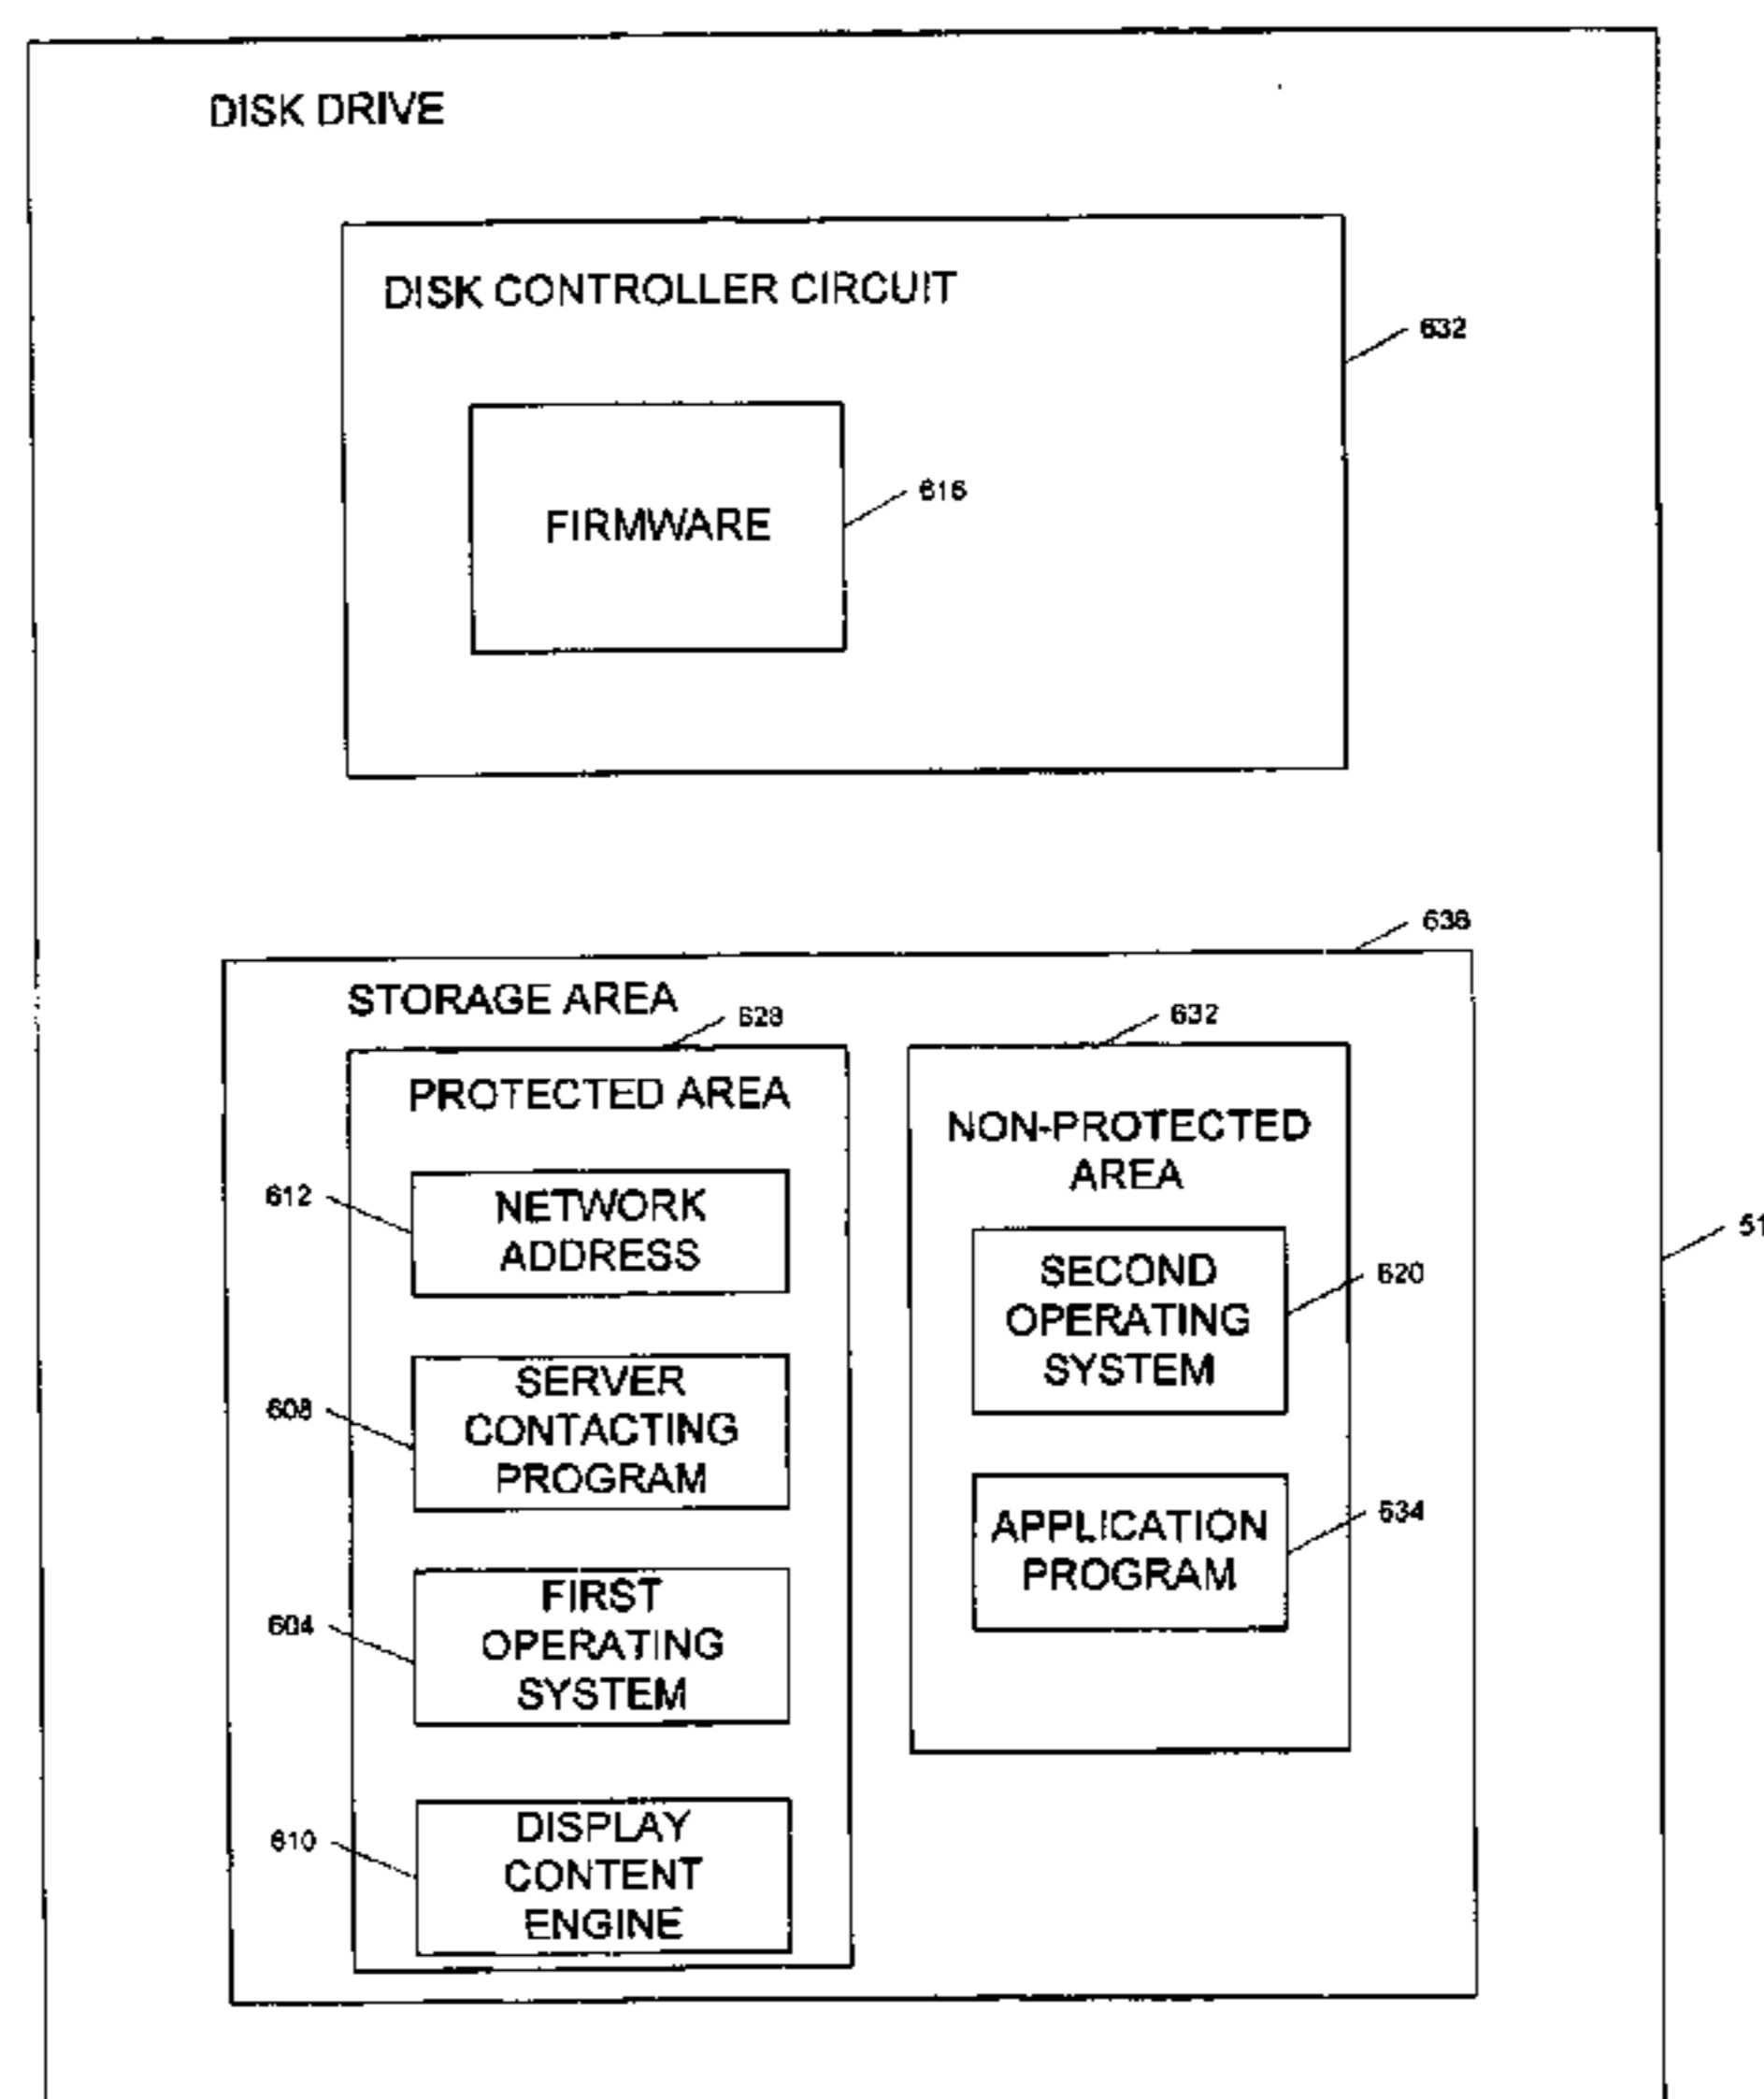 DISK DRIVE
DISK CONTROLLER CIRCUIT
632
FIRMWARE
616
636
STORAGE AREA
628
632
PROTECTED AREA
NON-PROTECTED
AREA
612
NETWORK
ADDRESS
51
SECOND
OPERATING
SYSTEM
620
608
SERVER
CONTACTING
PROGRAM
APPLICATION
PROGRAM
634
604
FIRST
OPERATING
SYSTEM
610
DISPLAY
CONTENT
ENGINE